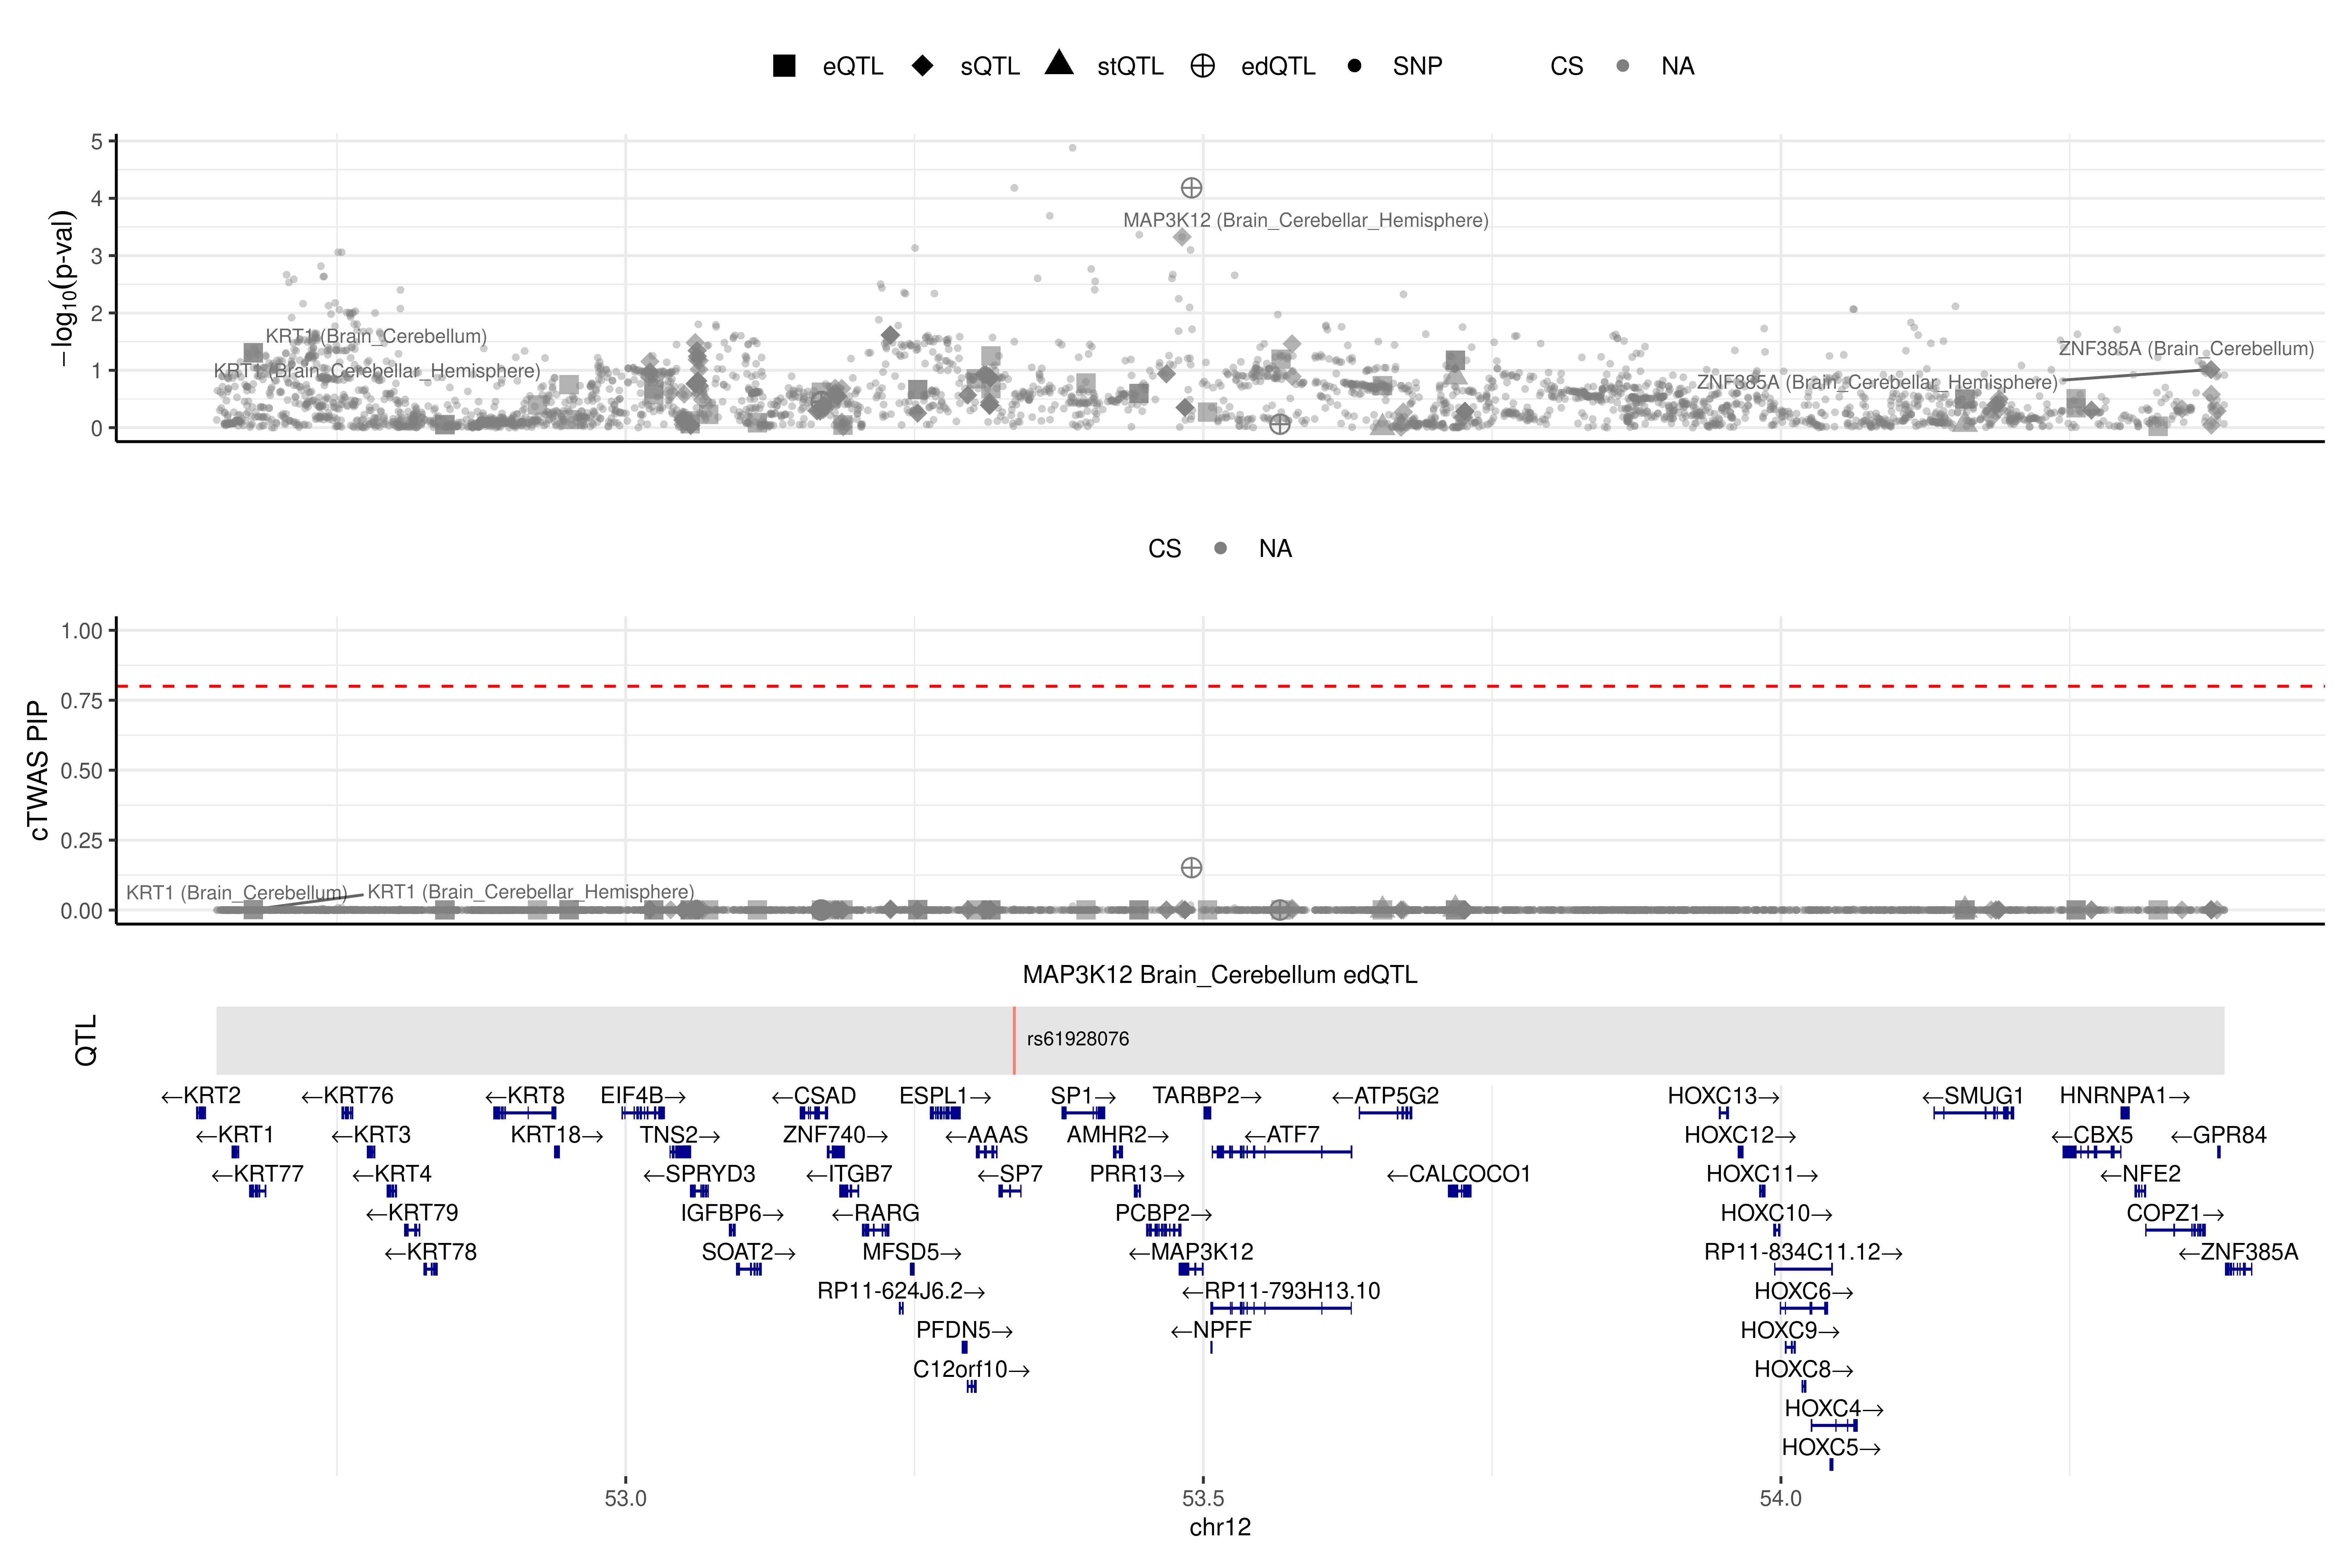 eQTL sQTL stQTL edQTL SNP CS NA
5
4
3
2
1
0
−log10(p-val)
MAP3K12 (Brain_Cerebellar_Hemisphere)
KRT1 (Brain_Cerebellum)
KRT1 (Brain_Cerebellar_Hemisphere)
ZNF385A (Brain_Cerebellum)
ZNF385A (Brain_Cerebellar_Hemisphere)
CS NA
1.00
0.75
0.50
0.25
0.00
cTWAS PIP
KRT1 (Brain_Cerebellum) KRT1 (Brain_Cerebellar_Hemisphere)
MAP3K12 Brain_Cerebellum edQTL
QTL
rs61928076
←KRT2 ←KRT76 ←KRT8 EIF4B→ ←CSAD ESPL1→ SP1→ TARBP2→ ←ATP5G2 HOXC13→ ←SMUG1 HNRNPA1→
←KRT1 ←KRT3 KRT18→ TNS2→ ZNF740→ ←AAAS AMHR2→ ←ATF7 HOXC12→ ←CBX5 ←GPR84
←KRT77 ←KRT4 ←SPRYD3 ←ITGB7 ←SP7 PRR13→ ←CALCOCO1 HOXC11→ ←NFE2
←KRT79 IGFBP6→ ←RARG PCBP2→ HOXC10→ COPZ1→
←KRT78 SOAT2→ MFSD5→ ←MAP3K12 RP11-834C11.12→ ←ZNF385A
RP11-624J6.2→ ←RP11-793H13.10 HOXC6→
PFDN5→ ←NPFF HOXC9→
C12orf10→ HOXC8→
HOXC4→
HOXC5→
53.0 53.5 54.0
chr12